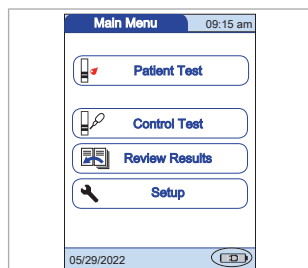 Main Menu 09:15 am
Patient Test
Control Test
Review Results
Setup
05/29/2022